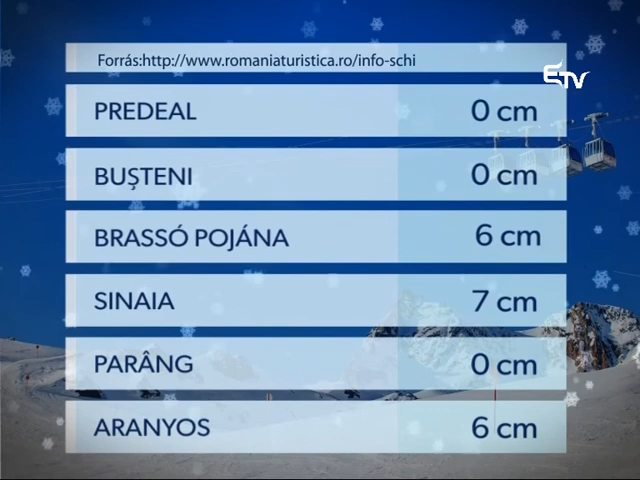 Forrás:http://www.romaniaturistica.ro/info-schi
ETV
PREDEAL 0 cm
BUŞTENI 0 cm
BRASSÓ POJÁNA 6 cm
SINAIA 7 cm
PARÂNG 0 cm
ARANYOS 6 cm